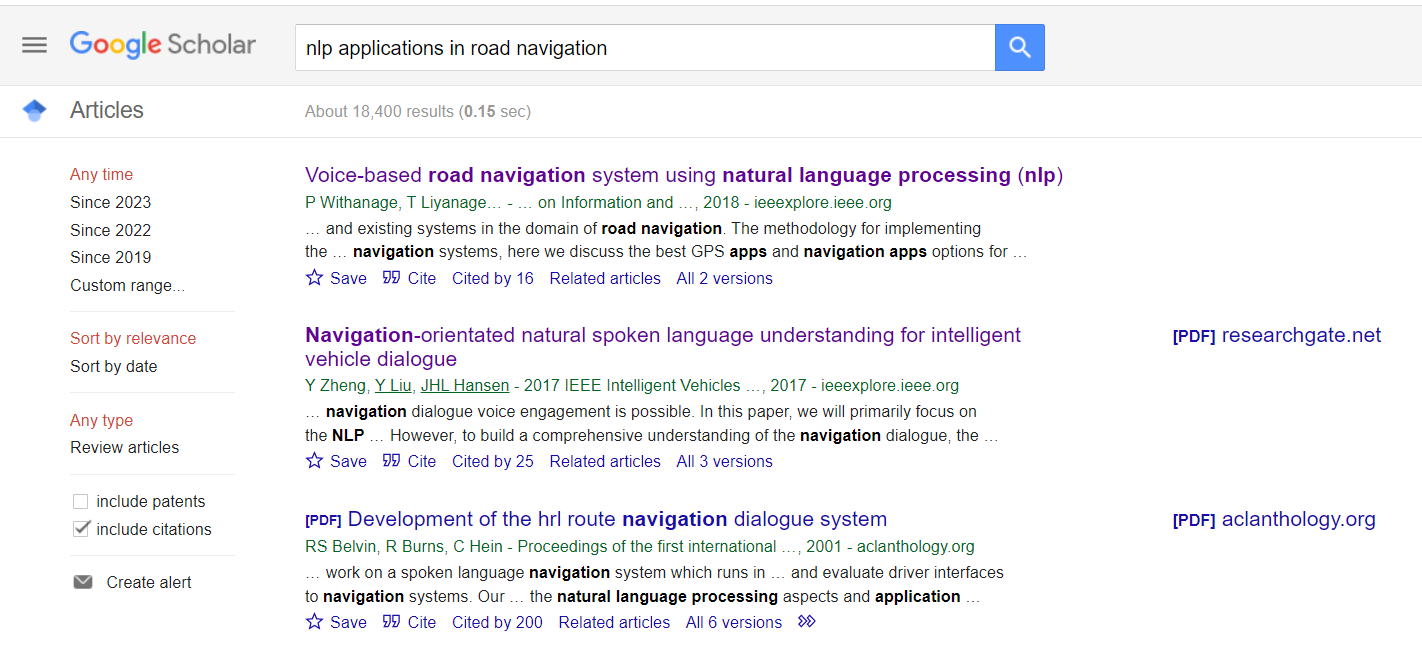 Google Scholar
nlp applications in road navigation
Articles
About 18,400 results (0.15 sec)
Any time
Since 2023
Since 2022
Since 2019
Custom range...
Sort by relevance
Sort by date
Any type
Review articles
include patents
include citations
Create alert
Voice-based road navigation system using natural language processing (nlp)
P Withanage, T Liyanage… - … on Information and …, 2018 - ieeexplore.ieee.org
… and existing systems in the domain of road navigation. The methodology for implementing
the … navigation systems, here we discuss the best GPS apps and navigation apps options for …
Save Cite Cited by 16 Related articles All 2 versions
Navigation-orientated natural spoken language understanding for intelligent
vehicle dialogue
[PDF] researchgate.net
Y Zheng, Y Liu, JHL Hansen - 2017 IEEE Intelligent Vehicles …, 2017 - ieeexplore.ieee.org
… navigation dialogue voice engagement is possible. In this paper, we will primarily focus on
the NLP … However, to build a comprehensive understanding of the navigation dialogue, the …
Save Cite Cited by 25 Related articles All 3 versions
[PDF] Development of the hrl route navigation dialogue system
[PDF] aclanthology.org
RS Belvin, R Burns, C Hein - Proceedings of the first international …, 2001 - aclanthology.org
… work on a spoken language navigation system which runs in … and evaluate driver interfaces
to navigation systems. Our … the natural language processing aspects and application …
Save Cite Cited by 200 Related articles All 6 versions